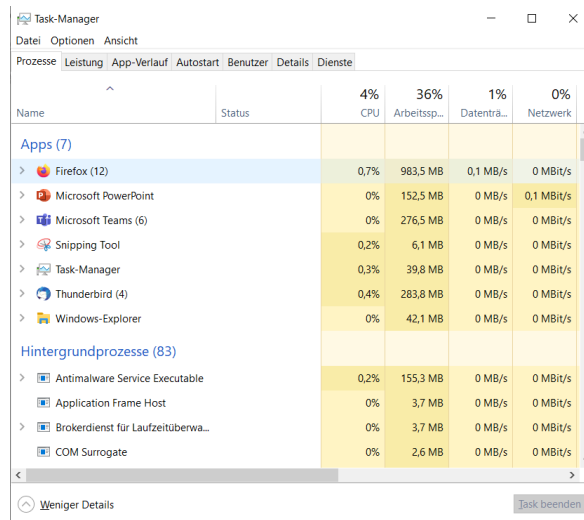 Task-Manager
Datei Optionen Ansicht
Prozesse Leistung App-Verlauf Autostart Benutzer Details Dienste
4% 36% 1% 0%
Name Status CPU Arbeitssp... Datenträ... Netzwerk
Apps (7)
Firefox (12) 0,7% 983,5 MB 0,1 MB/s 0 MBit/s
Microsoft PowerPoint 0% 152,5 MB 0 MB/s 0,1 MBit/s
Microsoft Teams (6) 0% 276,5 MB 0 MB/s 0 MBit/s
Snipping Tool 0,2% 6,1 MB 0 MB/s 0 MBit/s
Task-Manager 0,3% 39,8 MB 0 MB/s 0 MBit/s
Thunderbird (4) 0,4% 283,8 MB 0 MB/s 0 MBit/s
Windows-Explorer 0% 42,1 MB 0 MB/s 0 MBit/s
Hintergrundprozesse (83)
Antimalware Service Executable 0,2% 155,3 MB 0 MB/s 0 MBit/s
Application Frame Host 0% 3,7 MB 0 MB/s 0 MBit/s
Brokerdienst für Laufzeitüberwa... 0% 3,7 MB 0 MB/s 0 MBit/s
COM Surrogate 0% 2,6 MB 0 MB/s 0 MBit/s
Weniger Details Task beenden